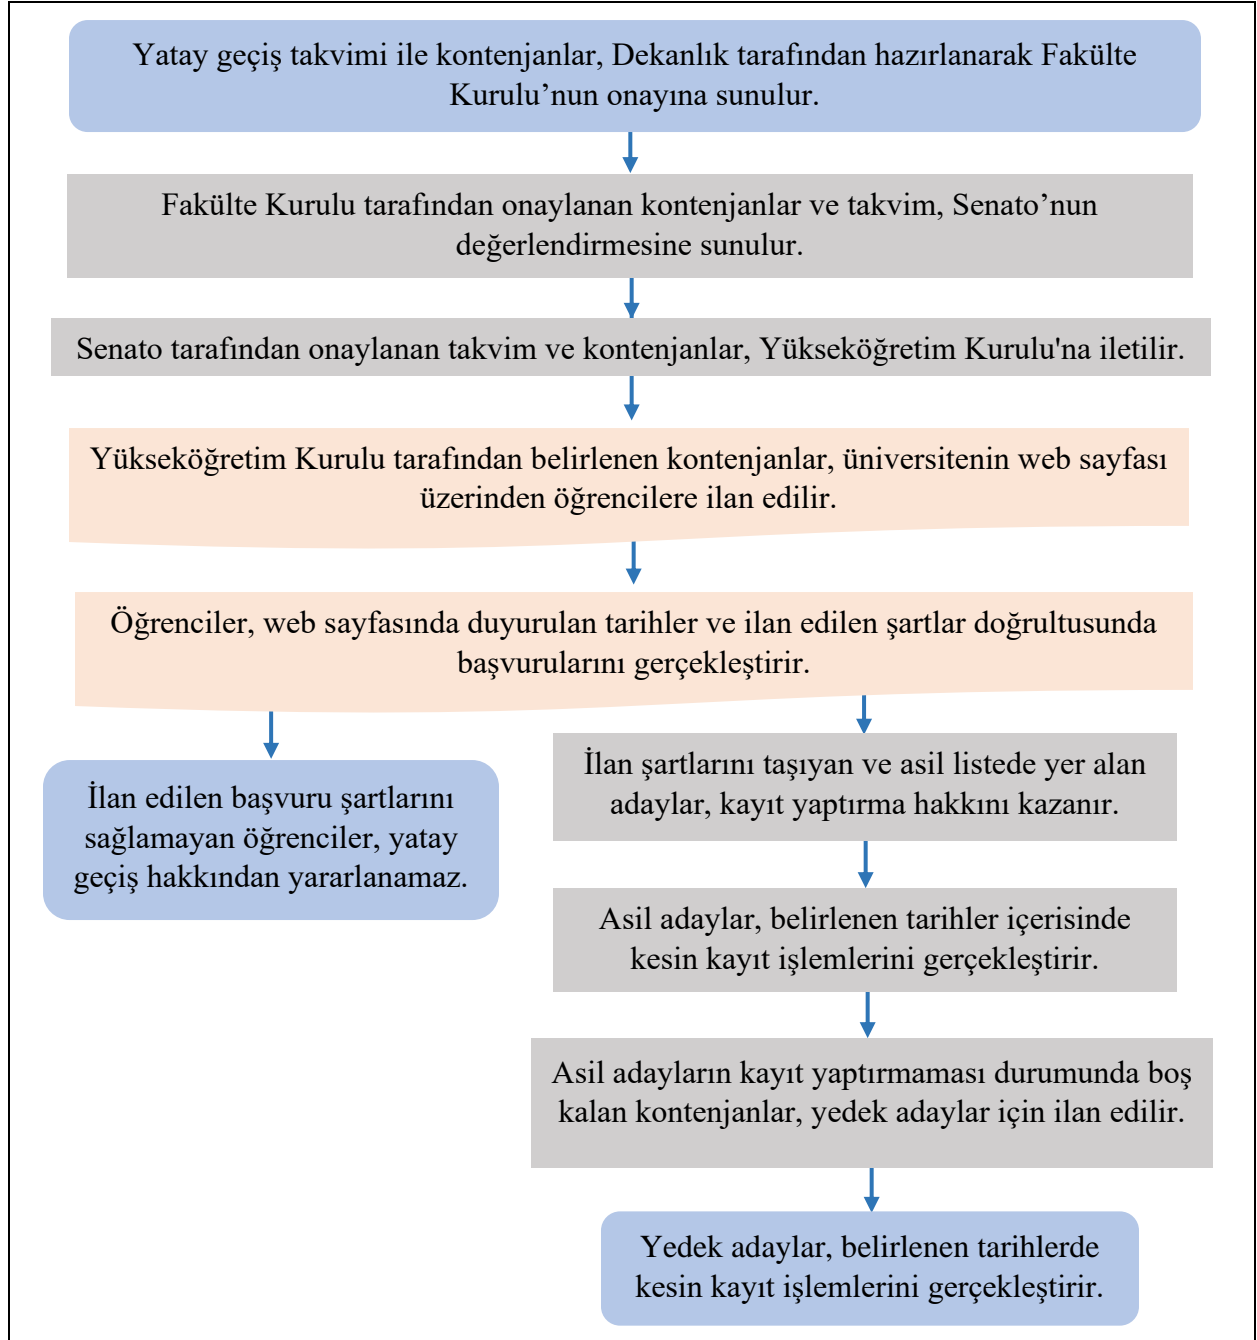 Yatay geçiş takvimi ile kontenjanlar, Dekanlık tarafından hazırlanarak Fakülte
Kurulu’nun onayına sunulur.
Fakülte Kurulu tarafından onaylanan kontenjanlar ve takvim, Senato’nun
değerlendirmesine sunulur.
Senato tarafından onaylanan takvim ve kontenjanlar, Yükseköğretim Kurulu'na iletilir.
Yükseköğretim Kurulu tarafından belirlenen kontenjanlar, üniversitenin web sayfası
üzerinden öğrencilere ilan edilir.
Öğrenciler, web sayfasında duyurulan tarihler ve ilan edilen şartlar doğrultusunda
başvurularını gerçekleştirir.
İlan edilen başvuru şartlarını
sağlamayan öğrenciler, yatay
geçiş hakkından yararlanamaz.
İlan şartlarını taşıyan ve asil listede yer alan
adaylar, kayıt yaptırma hakkını kazanır.
Asil adaylar, belirlenen tarihler içerisinde
kesin kayıt işlemlerini gerçekleştirir.
Asil adayların kayıt yaptırmaması durumunda boş
kalan kontenjanlar, yedek adaylar için ilan edilir.
Yedek adaylar, belirlenen tarihlerde
kesin kayıt işlemlerini gerçekleştirir.